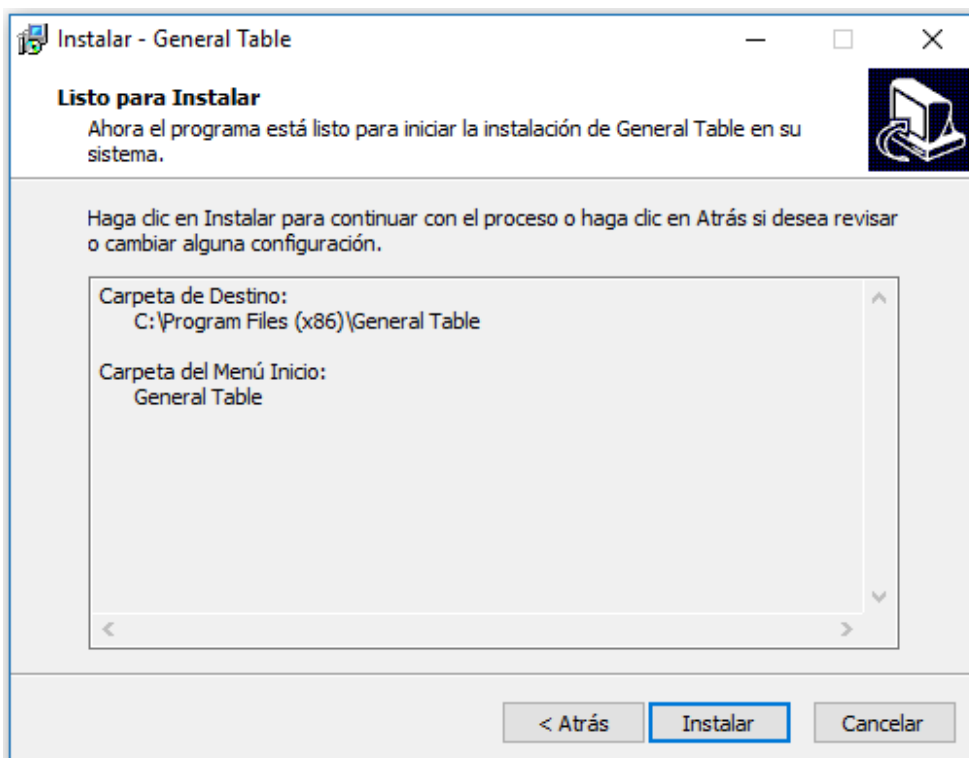 Instalar - General Table
Listo para Instalar
Ahora el programa está listo para iniciar la instalación de General Table en su
sistema.
Haga clic en Instalar para continuar con el proceso o haga clic en Atrás si desea revisar
o cambiar alguna configuración.
Carpeta de Destino:
C:\Program Files (x86)\General Table
Carpeta del Menú Inicio:
General Table
< Atrás
Instalar
Cancelar